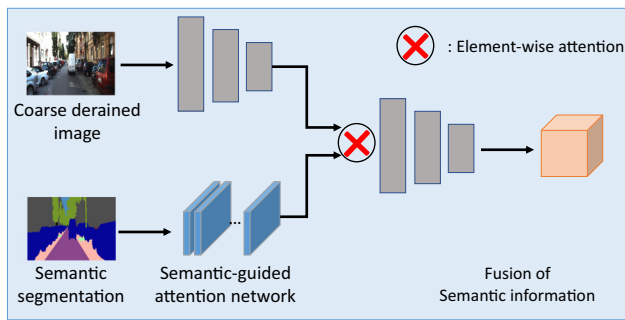 : Element-wise attention
Coarse derained
image
...
Semantic
segmentation
Semantic-guided
attention network
Fusion of
Semantic information